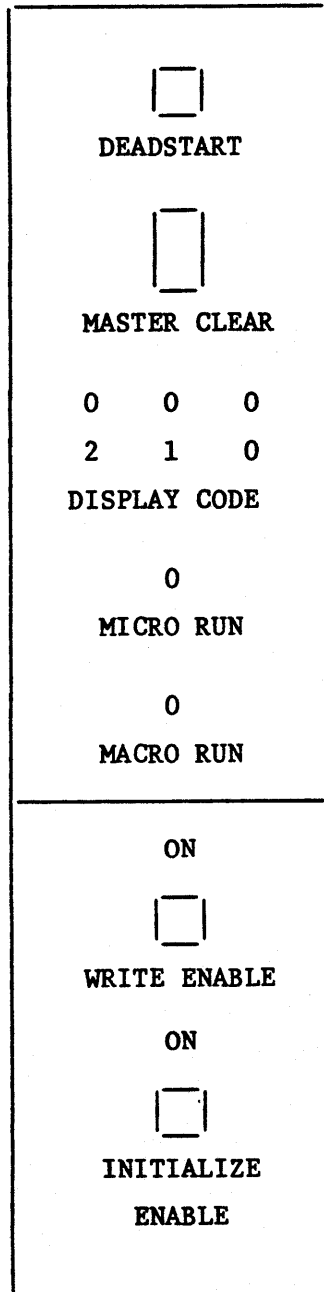 DEADSTART
MASTER CLEAR
0 0 0
2 1 0
DISPLAY CODE
0
MICRO RUN
0
MACRO RUN
ON
WRITE ENABLE
ON
INITIALIZE
ENABLE